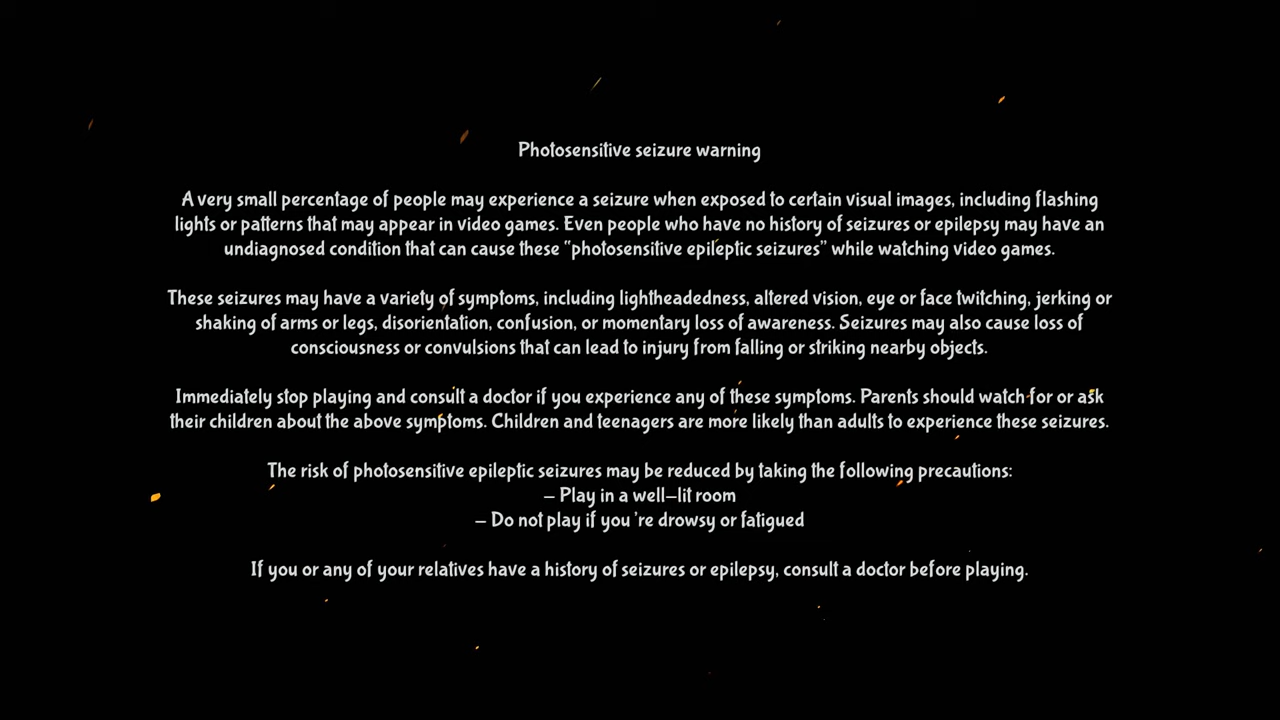 Photosensitive seizure warning
A very small percentage of people may experience a seizure when exposed to certain visual images, including flashing
lights or patterns that may appear in video games. Even people who have no history of seizures or epilepsy may have an
undiagnosed condition that can cause these “photosensitive epileptic seizures” while watching video games.
These seizures may have a variety of symptoms, including lightheadedness, altered vision, eye or face twitching, jerking or
shaking of arms or legs, disorientation, confusion, or momentary loss of awareness. Seizures may also cause loss of
consciousness or convulsions that can lead to injury from falling or striking nearby objects.
Immediately stop playing and consult a doctor if you experience any of these symptoms. Parents should watch for or ask
their children about the above symptoms. Children and teenagers are more likely than adults to experience these seizures.
The risk of photosensitive epileptic seizures may be reduced by taking the following precautions:
– Play in a well–lit room
– Do not play if you ’re drowsy or fatigued
If you or any of your relatives have a history of seizures or epilepsy, consult a doctor before playing.